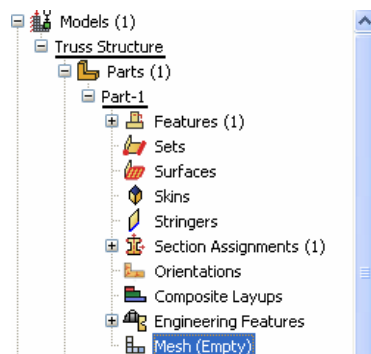 Models (1)
Truss Structure
Parts (1)
Part-1
Features (1)
Sets
Surfaces
Skins
Stringers
Section Assignments (1)
Orientations
Composite Layups
Engineering Features
Mesh (Empty)